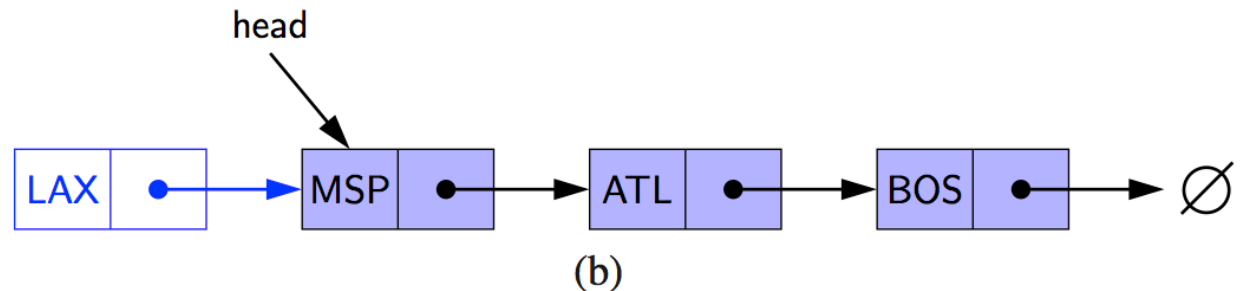 head
LAX MSP ATL BOS ∅
(b)